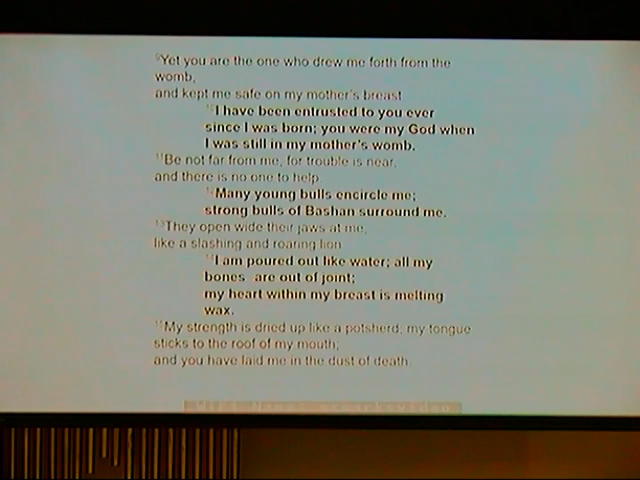 ⁹Yet you are the one who drew me forth from the
womb,
and kept me safe on my mother's breast
¹⁰I have been entrusted to you ever
since I was born; you were my God when
I was still in my mother's womb.
¹¹Be not far from me, for trouble is near,
and there is no one to help
¹²Many young bulls encircle me;
strong bulls of Bashan surround me.
¹³They open wide their jaws at me,
like a slashing and roaring lion
¹⁴I am poured out like water; all my
bones are out of joint;
my heart within my breast is melting
wax.
¹⁵My strength is dried up like a potsherd; my tongue
sticks to the roof of my mouth;
and you have laid me in the dust of death.